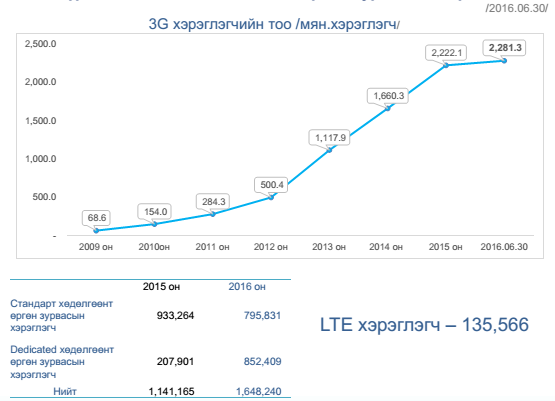 /2016.06.30/
3G хэрэглэгчийн тоо /мян.хэрэглэгч/
2,500.0
2,000.0
1,500.0
1,000.0
500.0
-
68.6
154.0
284.3
500.4
1,117.9
1,660.3
2,222.1
2,281.3
2009 он 2010он 2011 он 2012 он 2013 он 2014 он 2015 он 2016.06.30
2015 он 2016 он
Стандарт хөдөлгөөнт
өргөн зурвасын
хэрэглэгч
933,264 795,831
Dedicated хөдөлгөөнт
өргөн зурвасын
хэрэглэгч
207,901 852,409
Нийт 1,141,165 1,648,240
LTE хэрэглэгч – 135,566